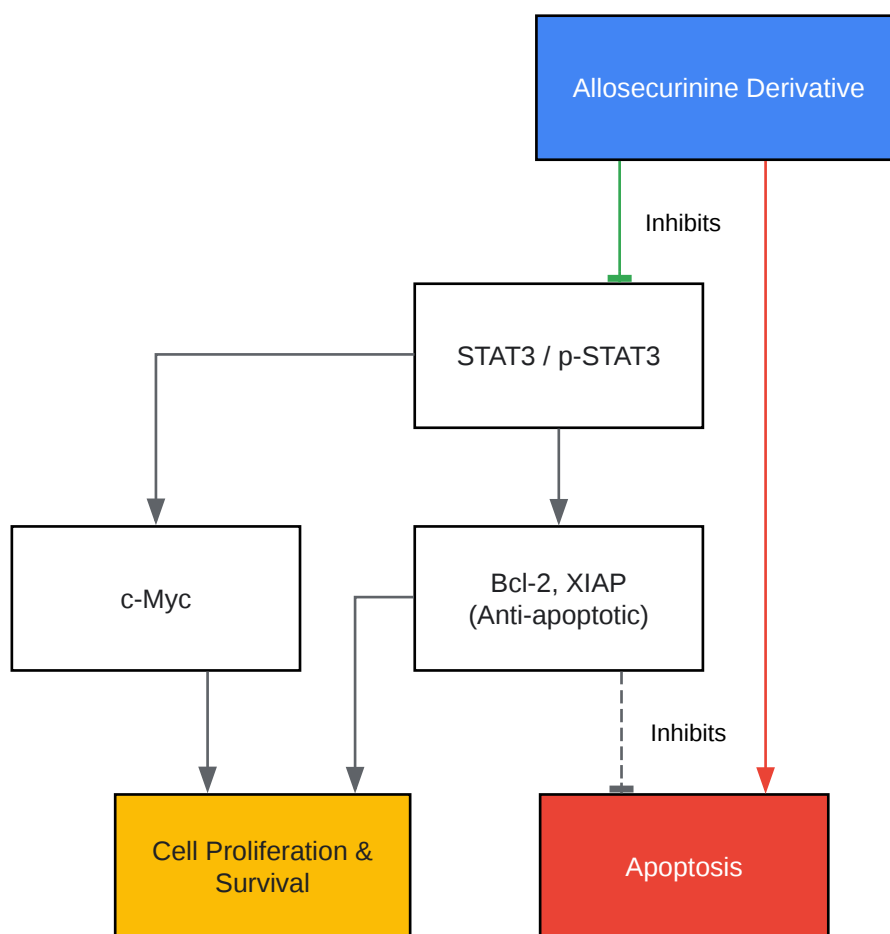 Allosecurinine Derivative
Inhibits
STAT3 / p-STAT3
c-Myc
Bcl-2, XIAP
(Anti-apoptotic)
Inhibits
Cell Proliferation &
Survival
Apoptosis